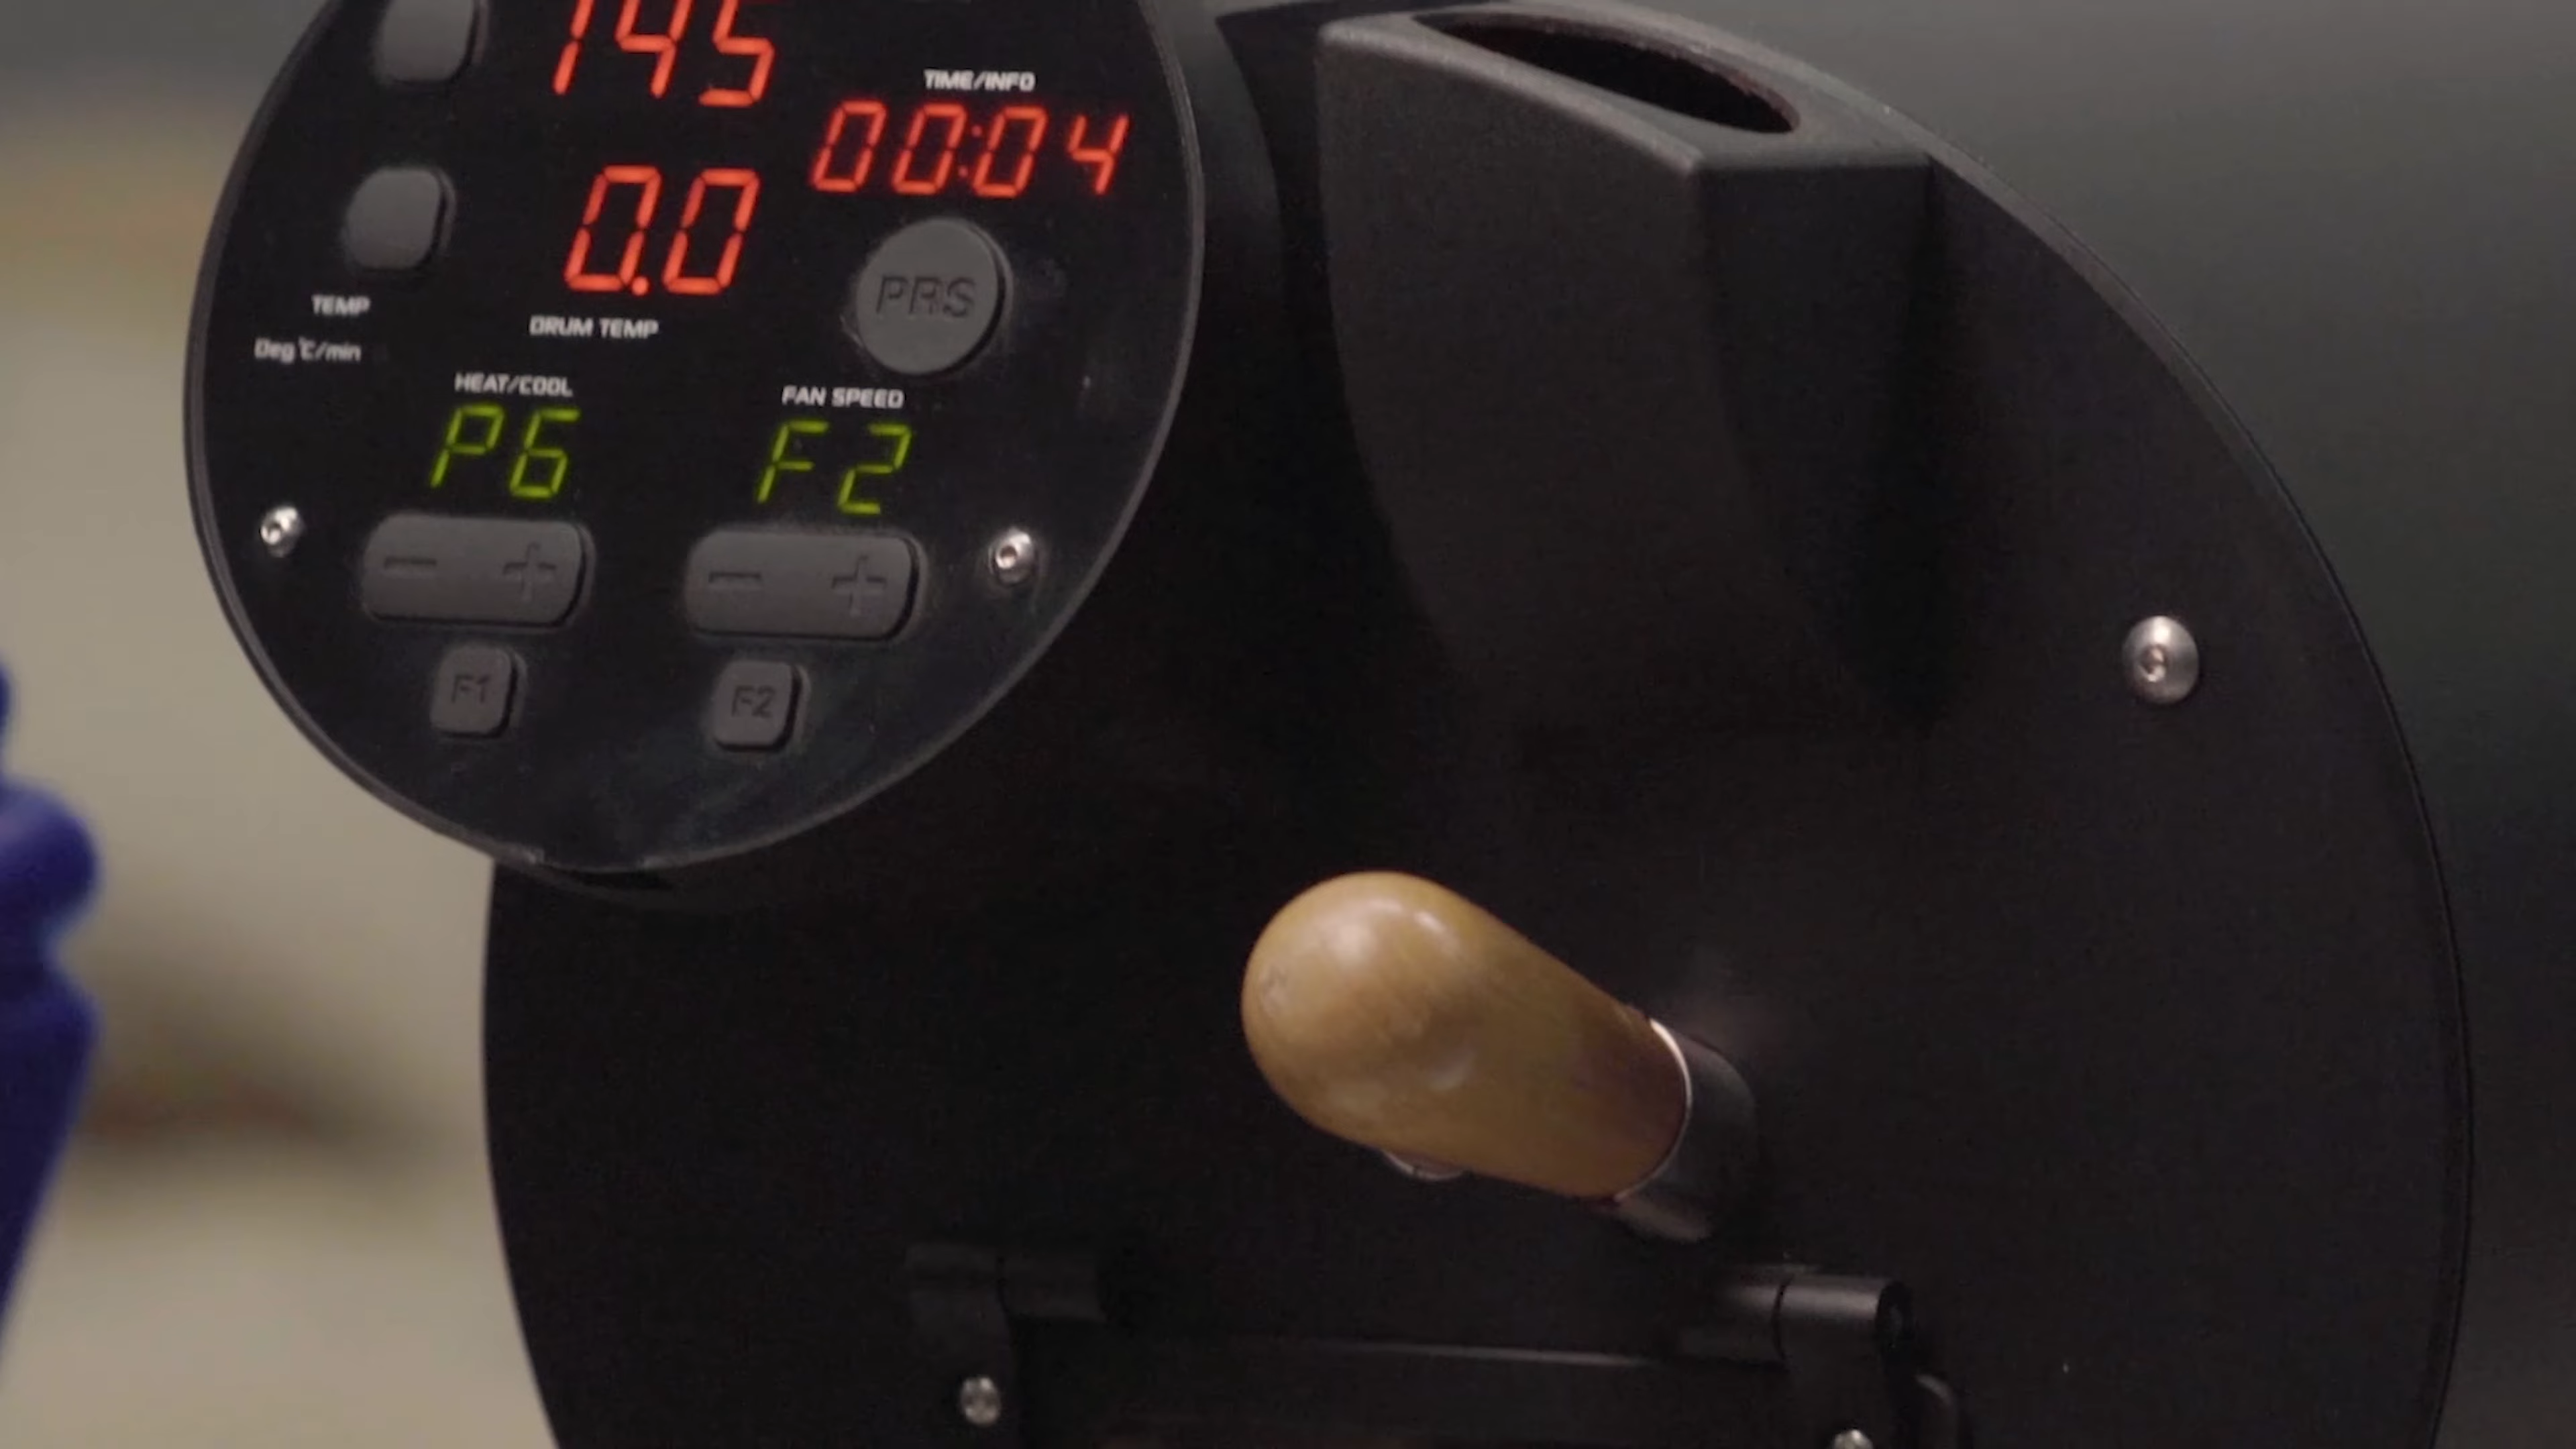 145
TIME/INFO
00:04
0.0
PRS
TEMP
DRUM TEMP
Deg °C/min
HEAT/COOL
FAN SPEED
P6
F2
− +
− +
F1
F2